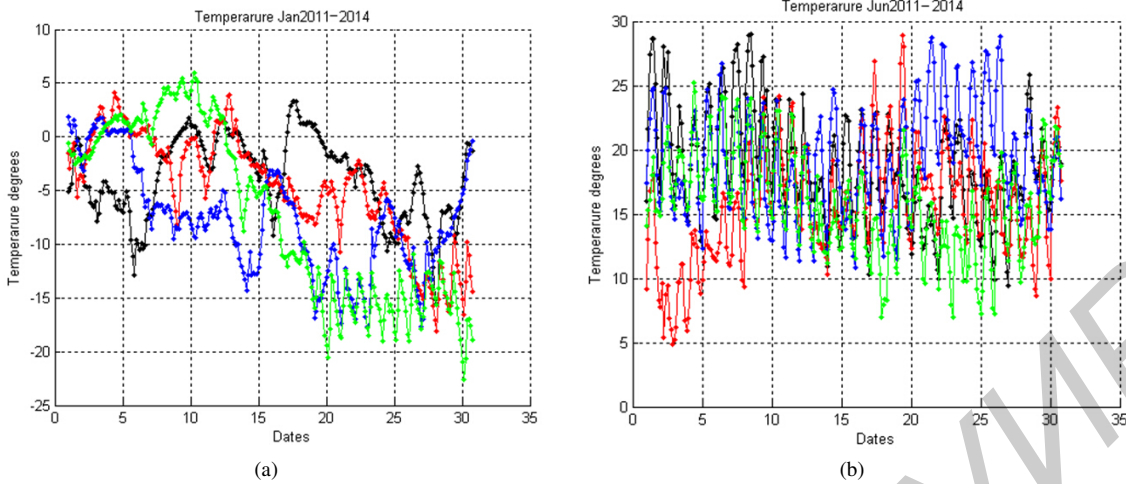 Temperarure Jan2011-2014
10
5
0
-5
-10
-15
-20
-25
0 5 10 15 20 25 30 35
Temperarure degrees
Dates
(a)
Temperarure Jun2011-2014
30
25
20
15
10
5
0
0 5 10 15 20 25 30 35
Temperarure degrees
Dates
(b)